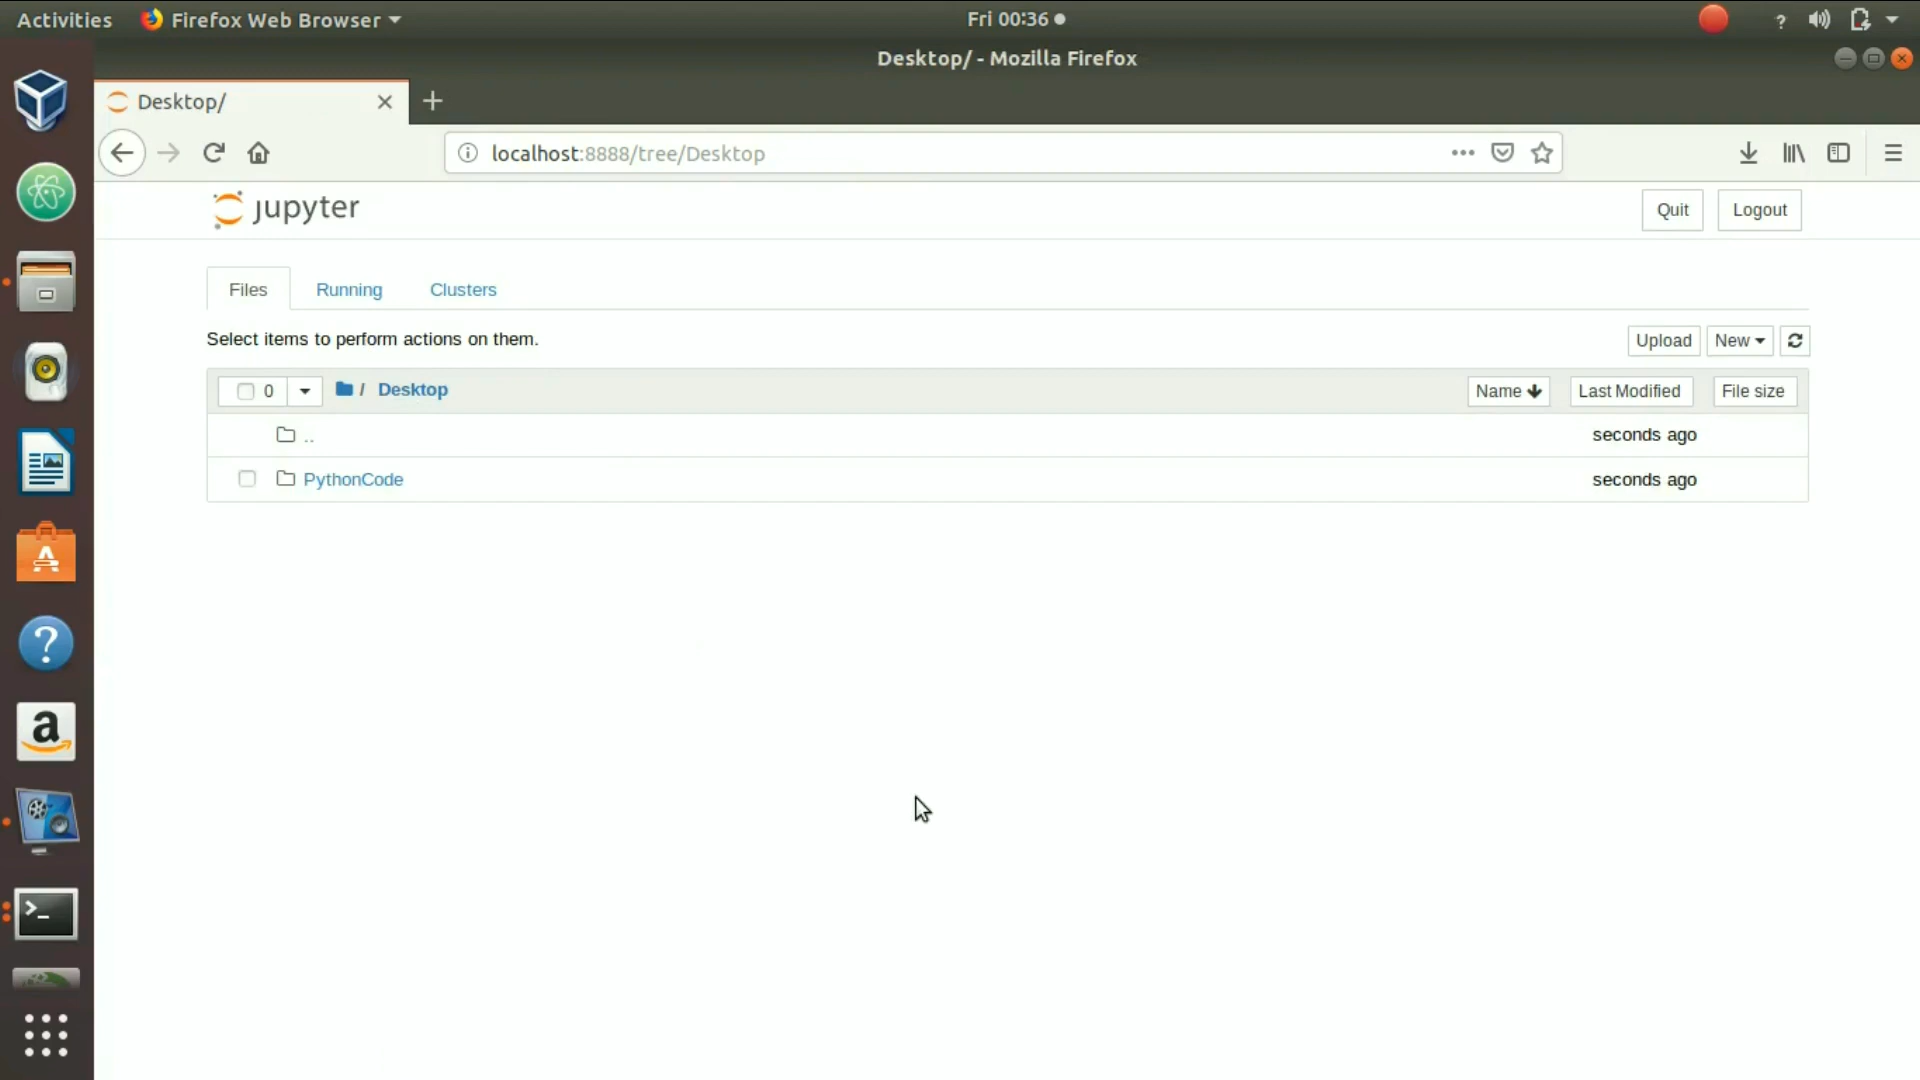 Activities Firefox Web Browser Fri 00:36
Desktop/ - Mozilla Firefox
Desktop/
localhost:8888/tree/Desktop
jupyter Quit Logout
Files Running Clusters
Select items to perform actions on them. Upload New
0 / Desktop Name Last Modified File size
.. seconds ago
PythonCode seconds ago